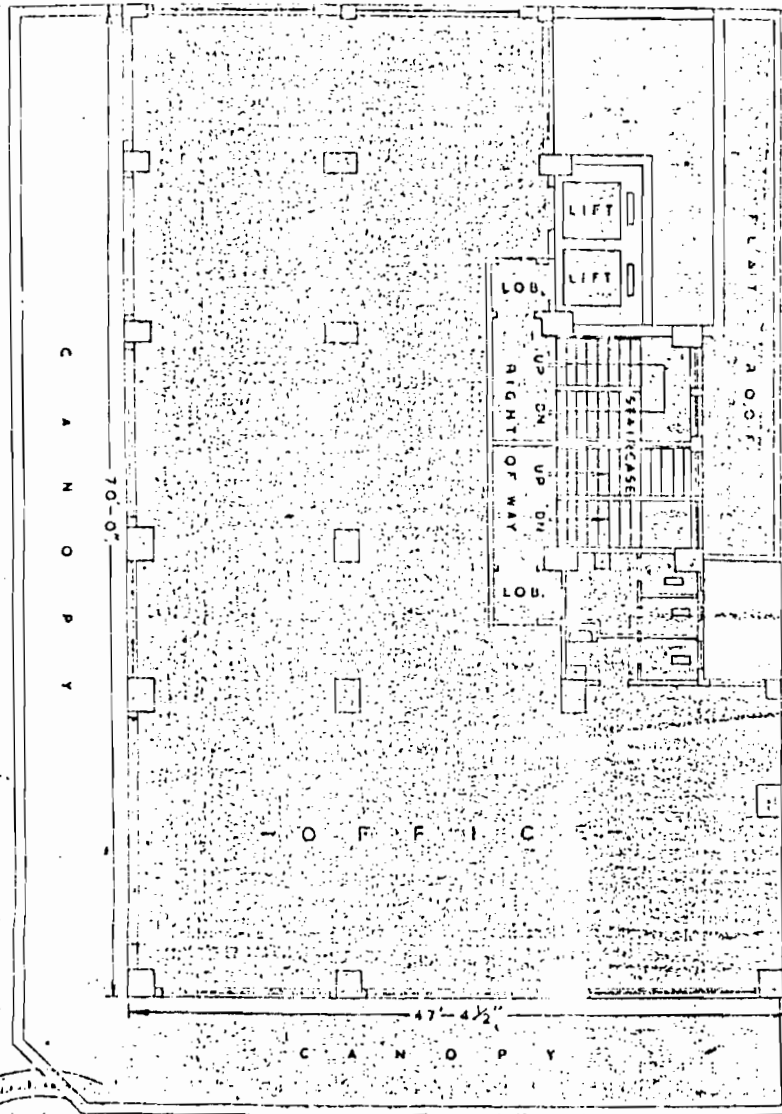 LIFT
LIFT
LOB.
UP DN
UP DN
RIGHT OF WAY
STAIRCASE
LOB.
FLAT ROOF
CANOPY
70'-0"
- OFFIC -
47'-4½"
CANOPY